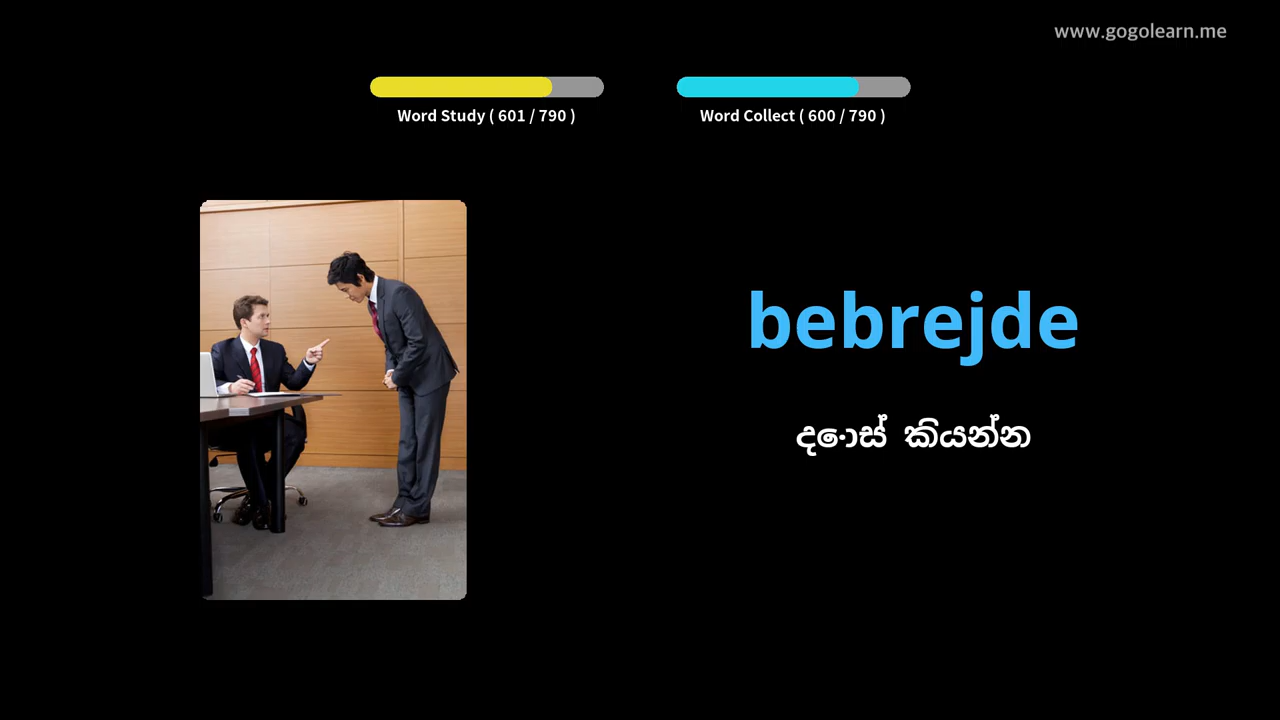 www.gogolearn.me
Word Study ( 601 / 790 )
Word Collect ( 600 / 790 )
bebrejde
දොස් කියන්න